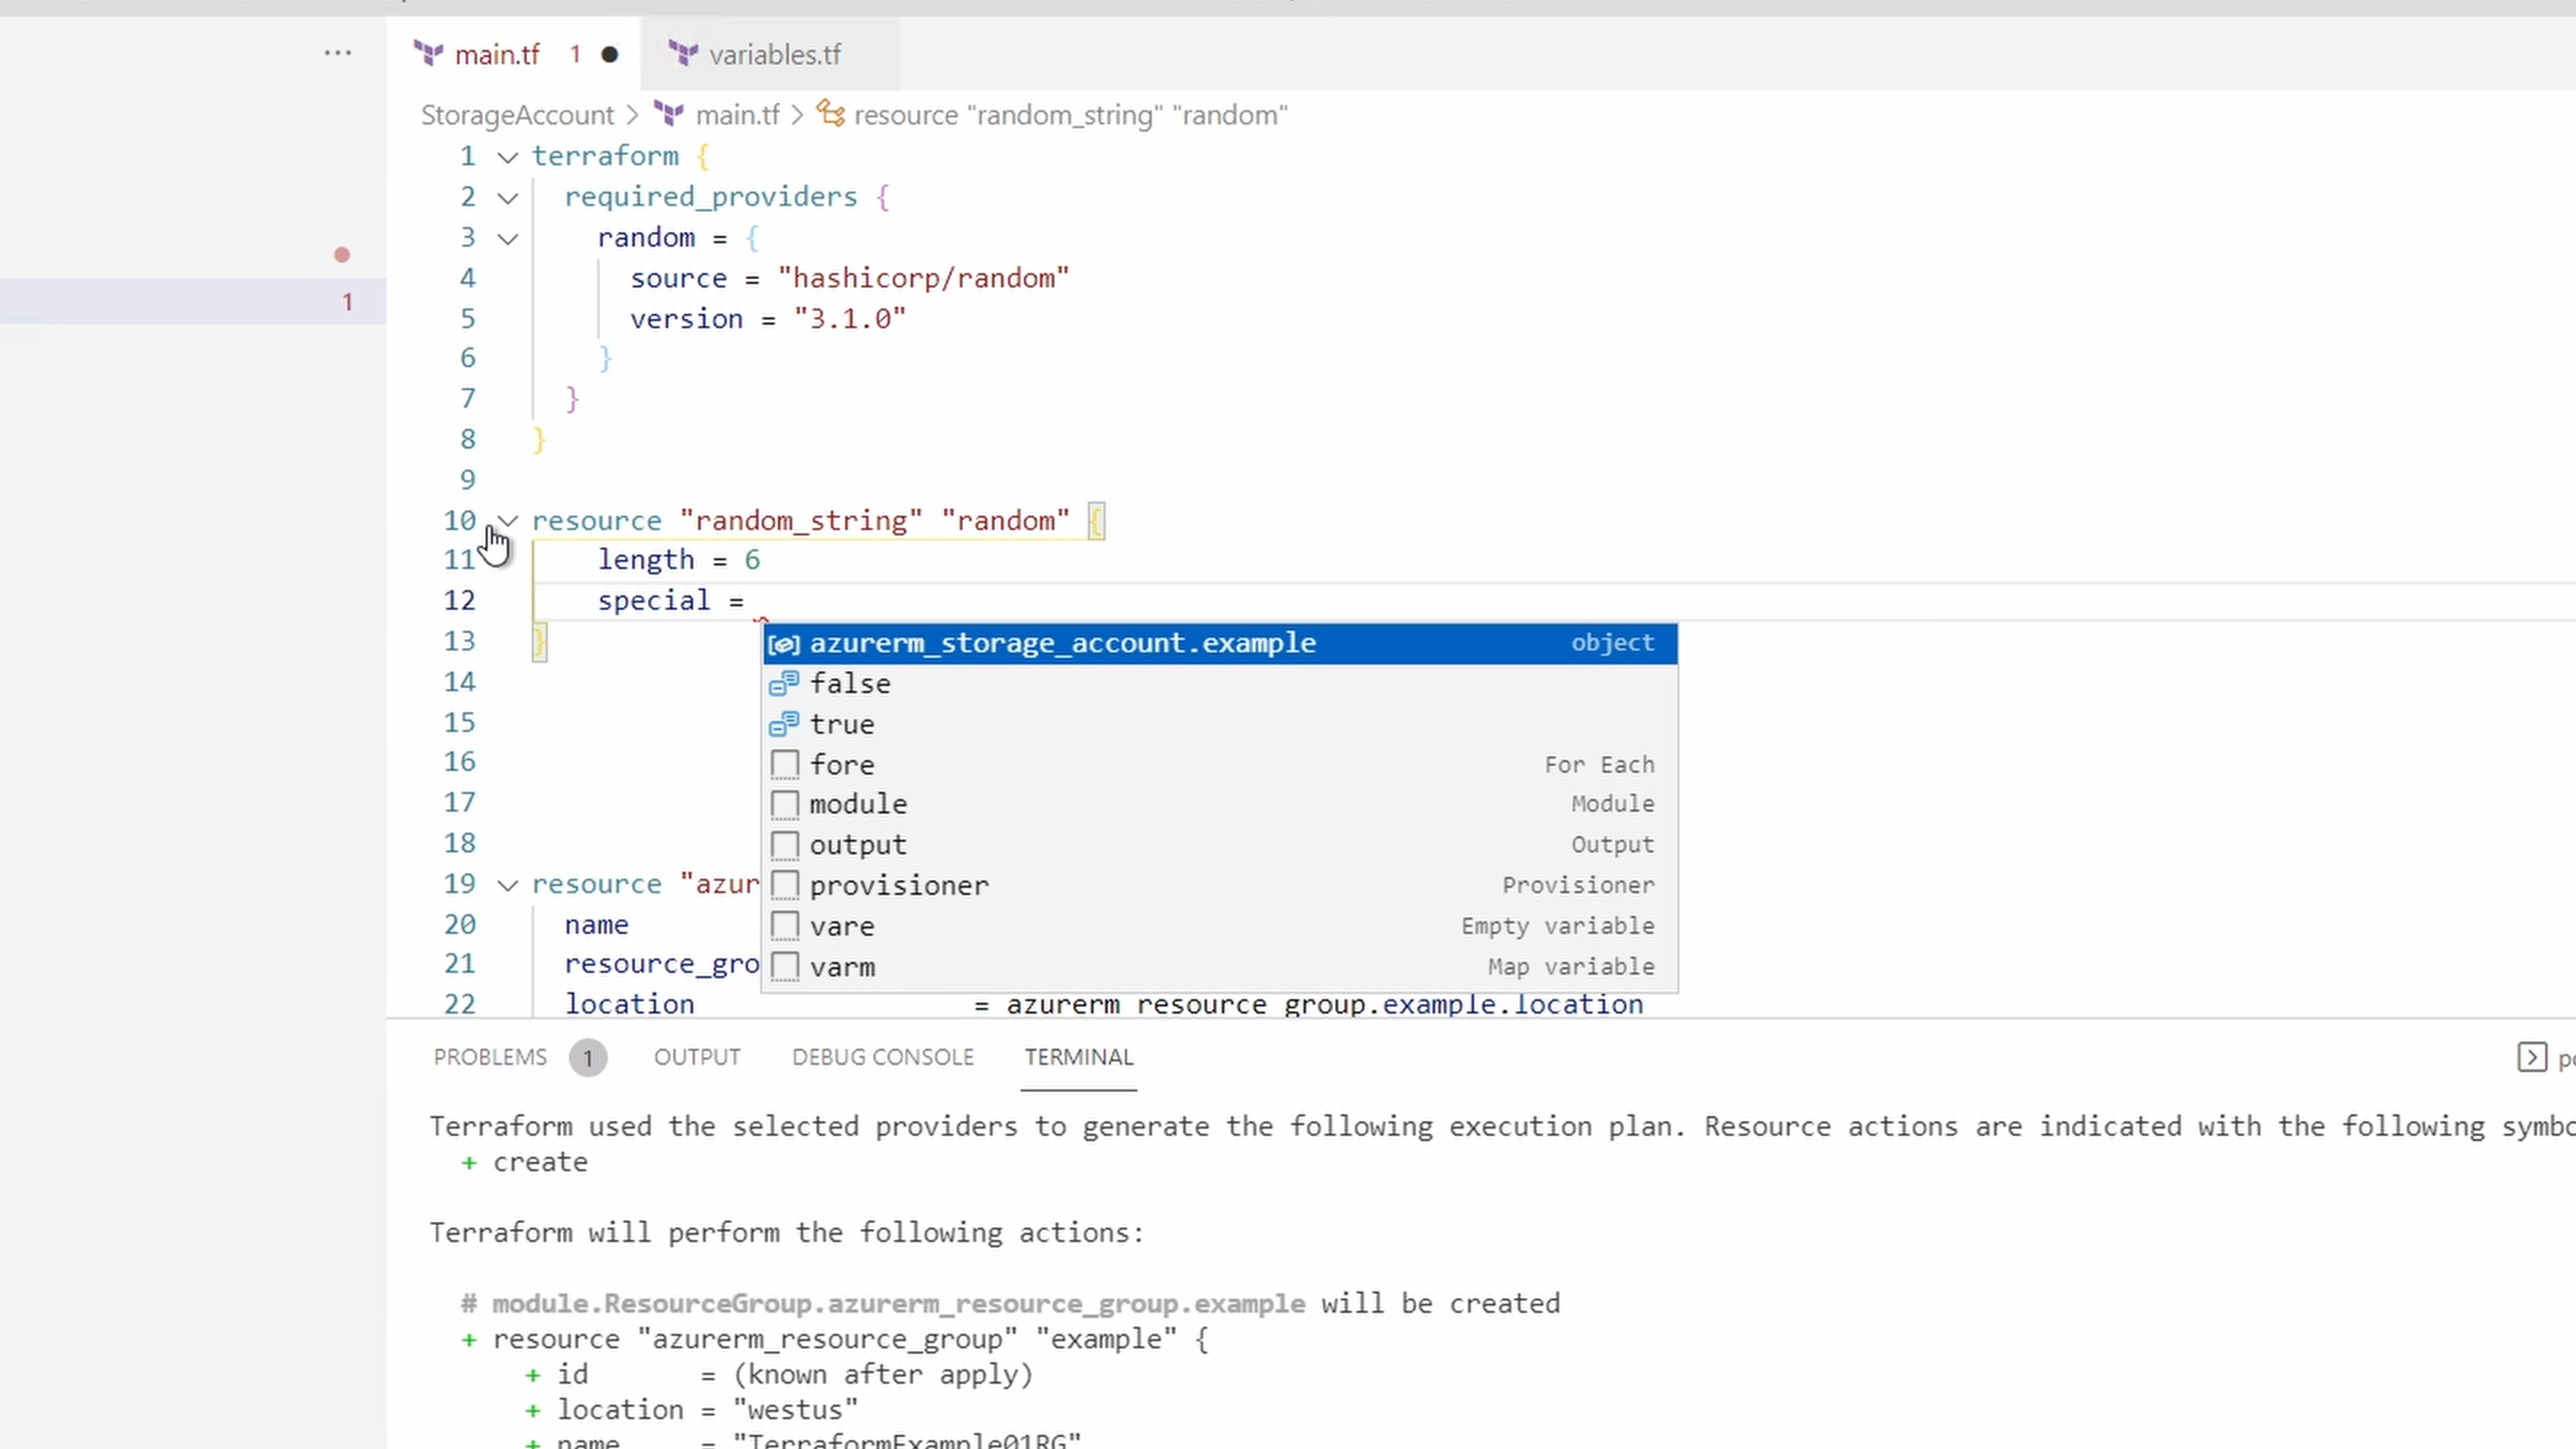 main.tf 1 variables.tf
StorageAccount > main.tf > resource "random_string" "random"
1 terraform {
2 required_providers {
3 random = {
4 source = "hashicorp/random"
5 version = "3.1.0"
6 }
7 }
8 }
9
10 resource "random_string" "random" {
1
11 length = 6
12 special =
13 }
azurerm_storage_account.example object
14 false
15 true
16 fore For Each
17 module Module
18 output Output
19 resource "azur
provisioner Provisioner
20 name
vare Empty variable
21 resource_gro
varm Map variable
22 location = azurerm_resource_group.example.location
PROBLEMS 1 OUTPUT DEBUG CONSOLE TERMINAL
Terraform used the selected providers to generate the following execution plan. Resource actions are indicated with the following
+ create
Terraform will perform the following actions:
# module.ResourceGroup.azurerm_resource_group.example will be created
+ resource "azurerm_resource_group" "example" {
+ id = (known after apply)
+ location = "westus"
+ name = "TerraformExample01RG"